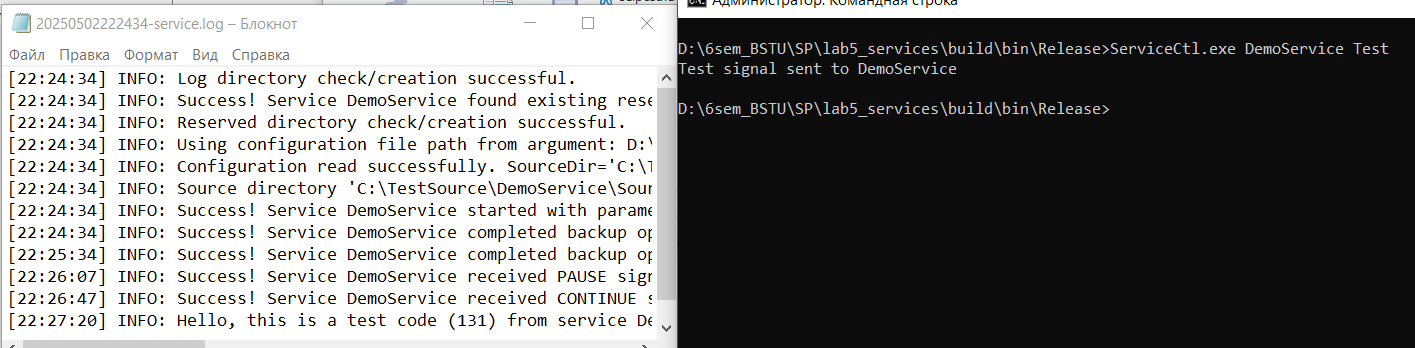 20250502222434-service.log – Блокнот
Файл Правка Формат Вид Справка
[22:24:34] INFO: Log directory check/creation successful.
[22:24:34] INFO: Success! Service DemoService found existing rese
[22:24:34] INFO: Reserved directory check/creation successful.
[22:24:34] INFO: Using configuration file path from argument: D:\
[22:24:34] INFO: Configuration read successfully. SourceDir='C:\T
[22:24:34] INFO: Source directory 'C:\TestSource\DemoService\Sour
[22:24:34] INFO: Success! Service DemoService started with parame
[22:24:34] INFO: Success! Service DemoService completed backup op
[22:25:34] INFO: Success! Service DemoService completed backup op
[22:26:07] INFO: Success! Service DemoService received PAUSE sign
[22:26:47] INFO: Success! Service DemoService received CONTINUE s
[22:27:20] INFO: Hello, this is a test code (131) from service De
Администратор: Командная строка
D:\6sem_BSTU\SP\lab5_services\build\bin\Release>ServiceCtl.exe DemoService Test
Test signal sent to DemoService
D:\6sem_BSTU\SP\lab5_services\build\bin\Release>